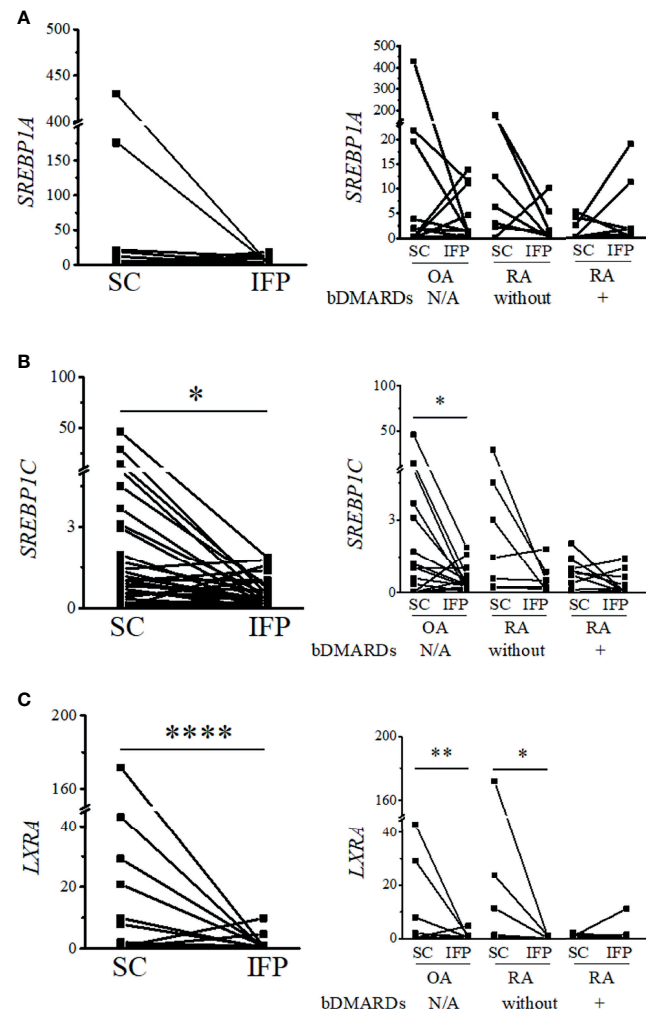 A
500
450
400
150
100
50
0
SREBP1A
SC IFP
500
400
300
200
100
20
15
10
5
0
SREBP1A
SC IFP SC IFP SC IFP
OA RA RA
bDMARDs N/A without +
B
100
50
3
0
SREBP1C
*
SC IFP
100
50
3
0
SREBP1C
*
SC IFP SC IFP SC IFP
OA RA RA
bDMARDs N/A without +
C
200
160
40
20
0
LXRA
****
SC IFP
200
160
40
20
0
LXRA
** *
SC IFP SC IFP SC IFP
OA RA RA
bDMARDs N/A without +